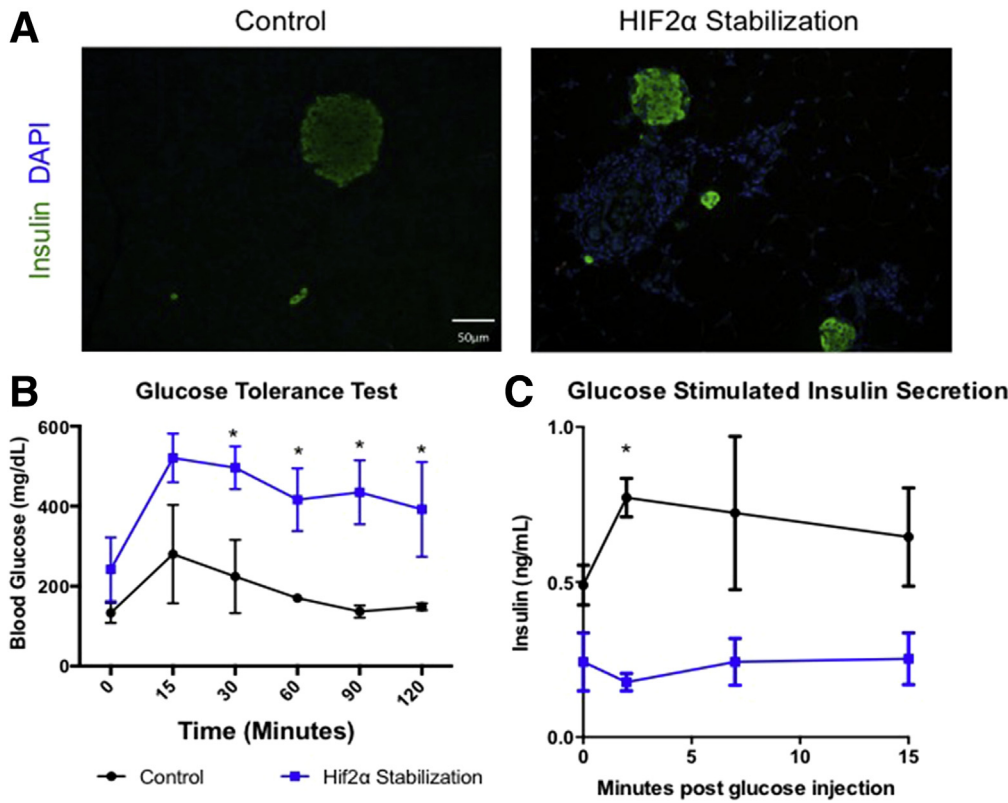 A
Control
HIF2α Stabilization
Insulin DAPI
50μm
B
Glucose Tolerance Test
Blood Glucose (mg/dL)
600
400
200
0
* * * *
0 15 30 60 90 120
Time (Minutes)
Control
Hif2α Stabilization
C
Glucose Stimulated Insulin Secretion
Insulin (ng/mL)
1.0
0.5
0.0
*
0 5 10 15
Minutes post glucose injection